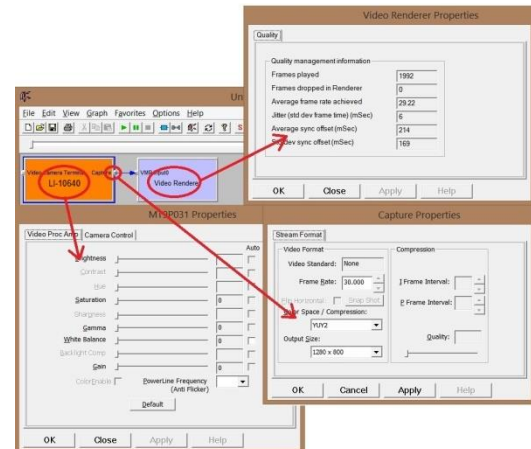 Video Renderer Properties
Quality
Quality management information
Frames played 1992
Frames dropped in Renderer 0
Average frame rate achieved 29.22
Jitter (std dev frame time) (mSec) 6
Average sync offset (mSec) 214
dev sync offset (mSec) 169
OK Close Apply Help
File Edit View Graph Favorites Options Help
Video Camera Capture
LI-10640
VMR Input0
Video Rendere
MT9P031 Properties
Video Proc Amp Camera Control
Auto
Brightness
Contrast
Hue
Saturation 0
Sharpness
Gamma 0
White Balance 0
Backlight Comp
Gain 0
ColorEnable PowerLine Frequency
(Anti Flicker)
Default
OK Close Apply Help
Capture Properties
Stream Format
Video Format
Video Standard: None
Frame Rate: 30.000
Flip Horizontal: Snap Shot
Color Space / Compression:
YUY2
Output Size:
1280 x 800
Compression
I Frame Interval:
P Frame Interval:
Quality:
OK Cancel Apply Help